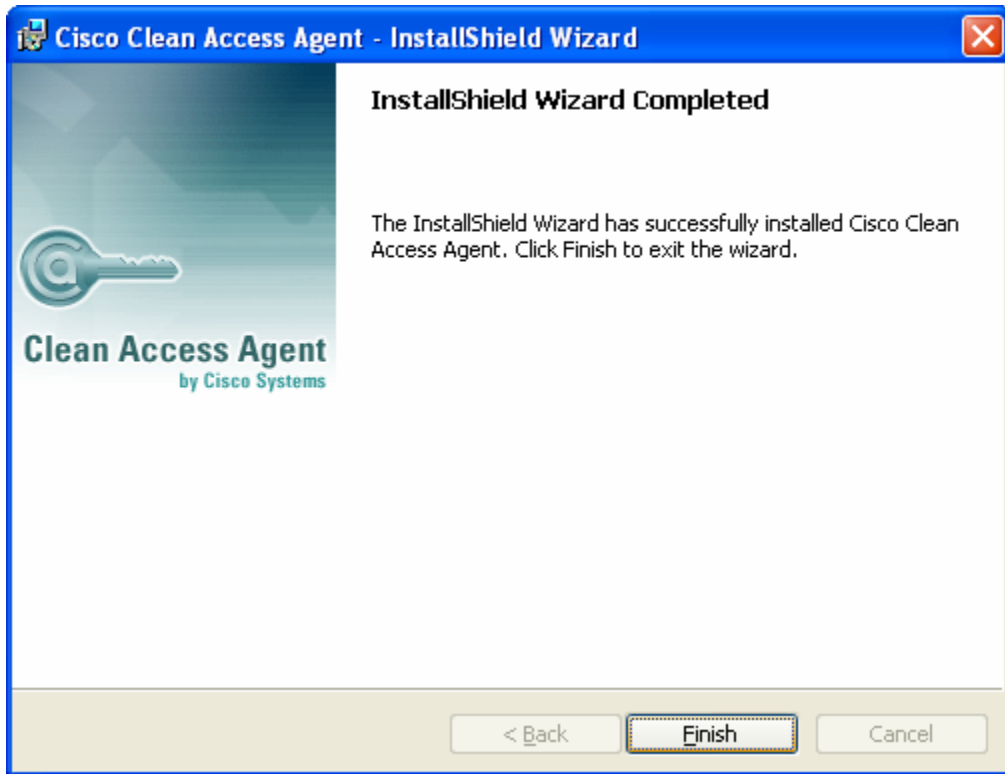 Cisco Clean Access Agent - InstallShield Wizard
InstallShield Wizard Completed
The InstallShield Wizard has successfully installed Cisco Clean
Access Agent. Click Finish to exit the wizard.
Clean Access Agent
by Cisco Systems
< Back
Finish
Cancel